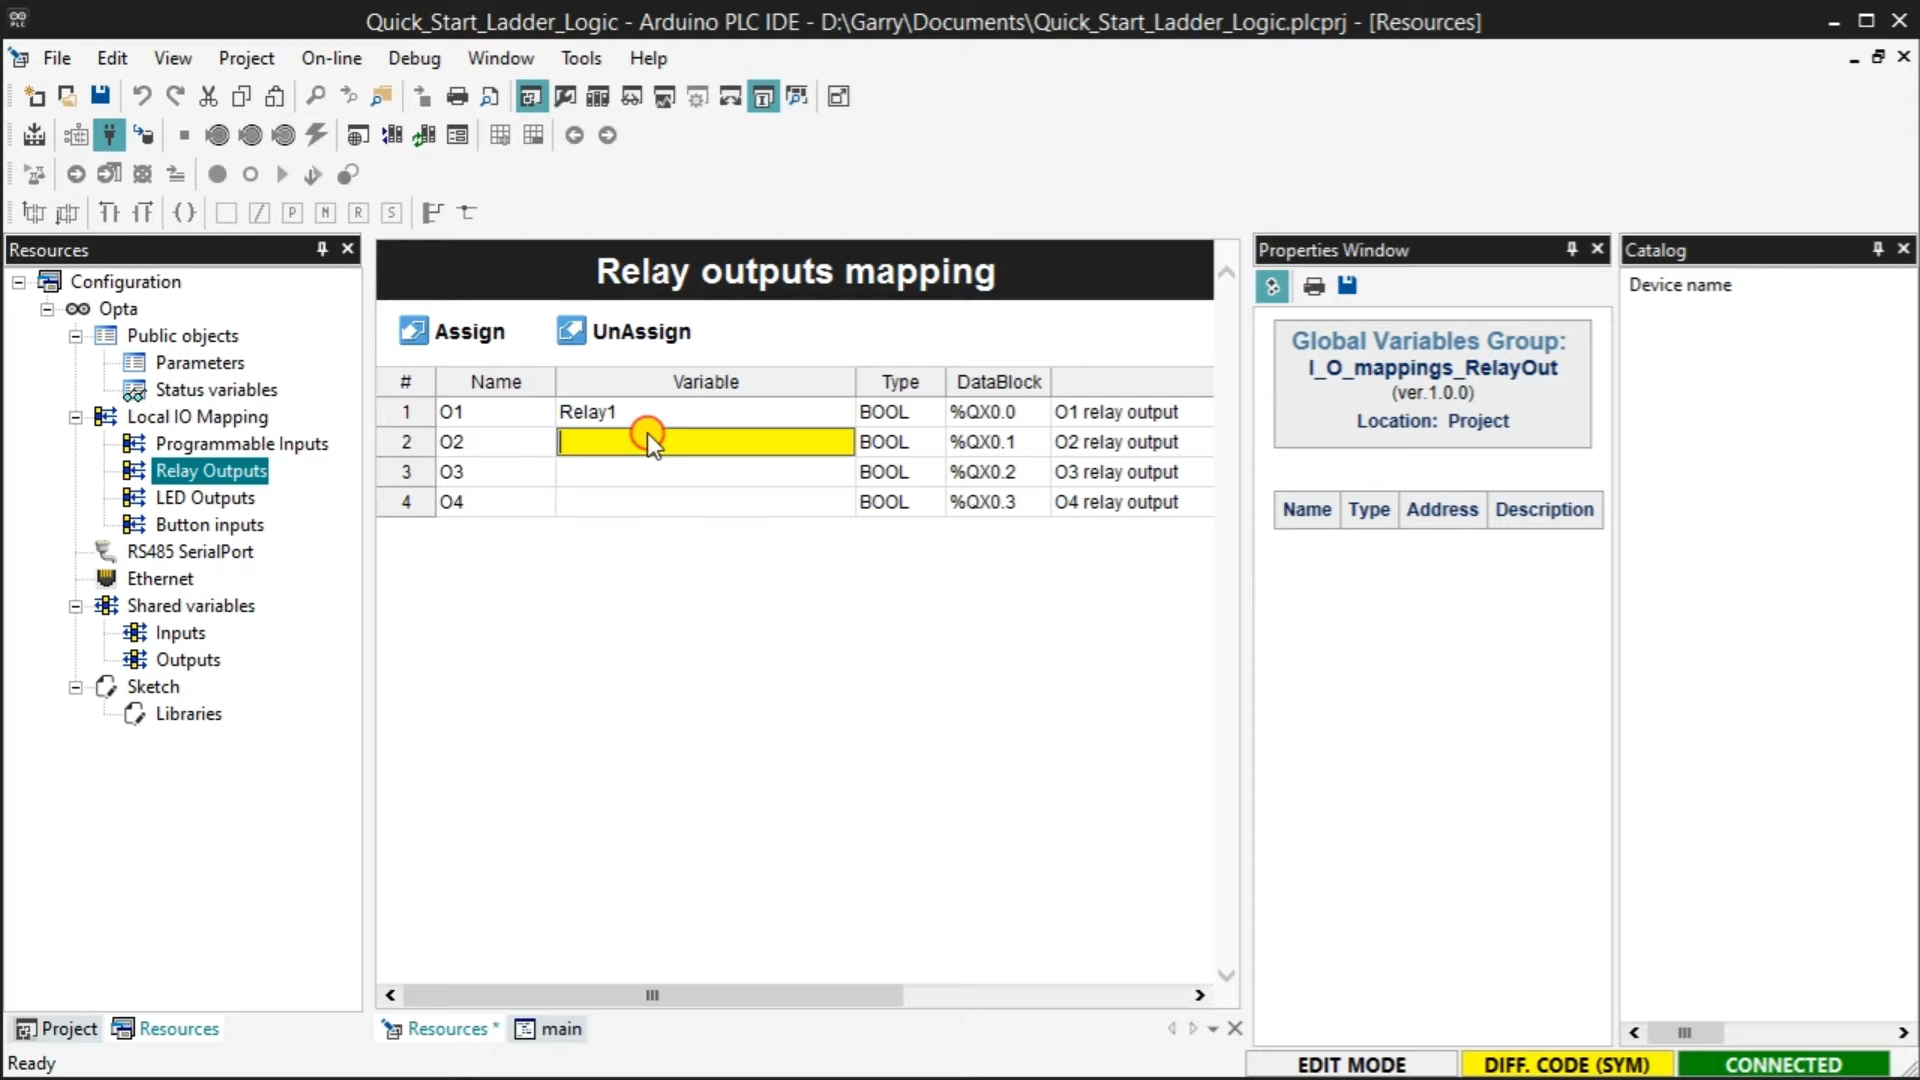 Quick_Start_Ladder_Logic - Arduino PLC IDE - D:\Garry\Documents\Quick_Start_Ladder_Logic.plcprj - [Resources]
File Edit View Project On-line Debug Window Tools Help
Resources
Configuration
Opta
Public objects
Parameters
Status variables
Local IO Mapping
Programmable Inputs
Relay Outputs
LED Outputs
Button inputs
RS485 SerialPort
Ethernet
Shared variables
Inputs
Outputs
Sketch
Libraries
Project Resources
Relay outputs mapping
Assign UnAssign
# Name Variable Type DataBlock
1 O1 Relay1 BOOL %QX0.0 O1 relay output
2 O2 BOOL %QX0.1 O2 relay output
3 O3 BOOL %QX0.2 O3 relay output
4 O4 BOOL %QX0.3 O4 relay output
Resources * main
Properties Window
Global Variables Group:
I_O_mappings_RelayOut
(ver.1.0.0)
Location: Project
Name Type Address Description
Catalog
Device name
Ready
EDIT MODE DIFF. CODE (SYM) CONNECTED